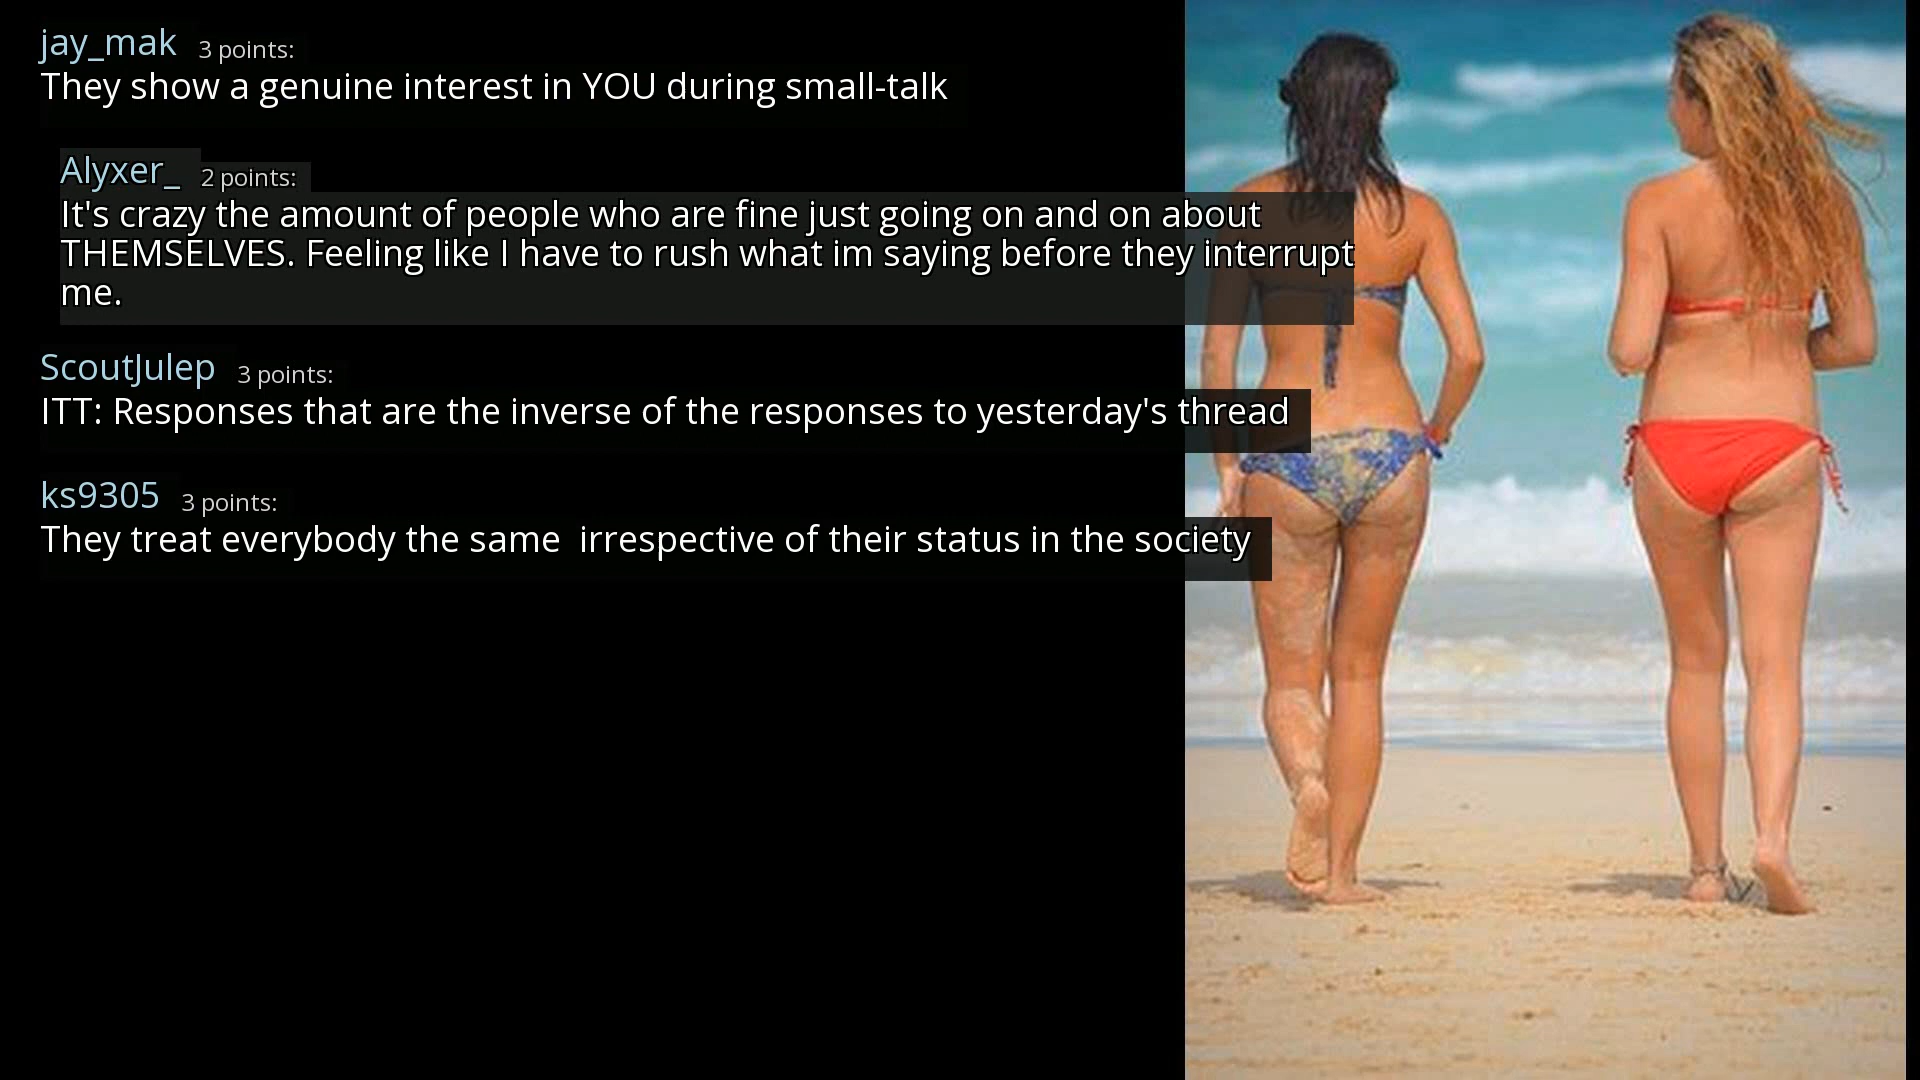 jay_mak 3 points:
They show a genuine interest in YOU during small-talk
Alyxer_ 2 points:
It's crazy the amount of people who are fine just going on and on about
THEMSELVES. Feeling like I have to rush what im saying before they interrupt
me.
ScoutJulep 3 points:
ITT: Responses that are the inverse of the responses to yesterday's thread
ks9305 3 points:
They treat everybody the same  irrespective of their status in the society